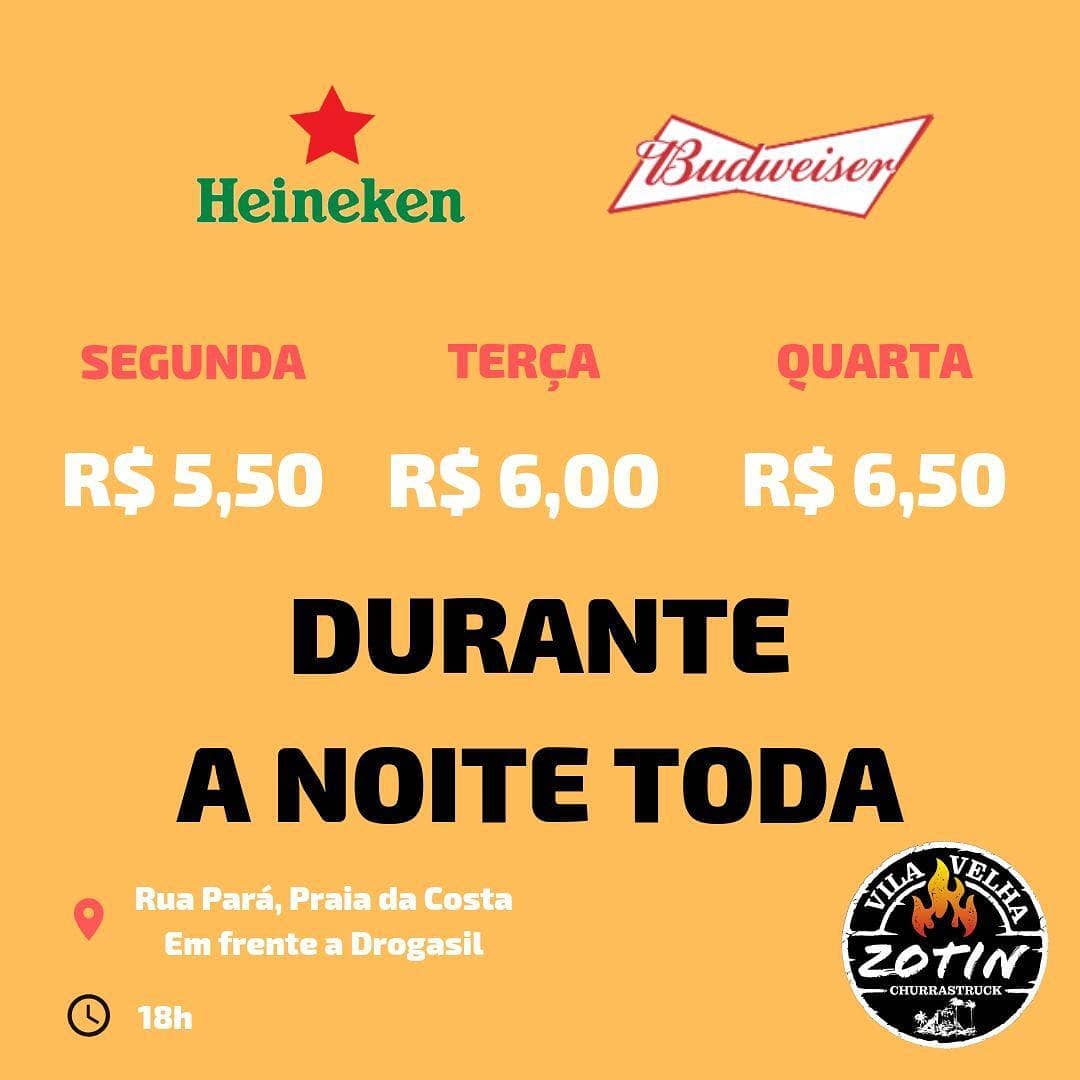 Heineken
Budweiser
SEGUNDA TERÇA QUARTA
R$ 5,50 R$ 6,00 R$ 6,50
DURANTE
A NOITE TODA
Rua Pará, Praia da Costa
Em frente a Drogasil
18h
VILA VELHA
ZOTIN
CHURRASTRUCK